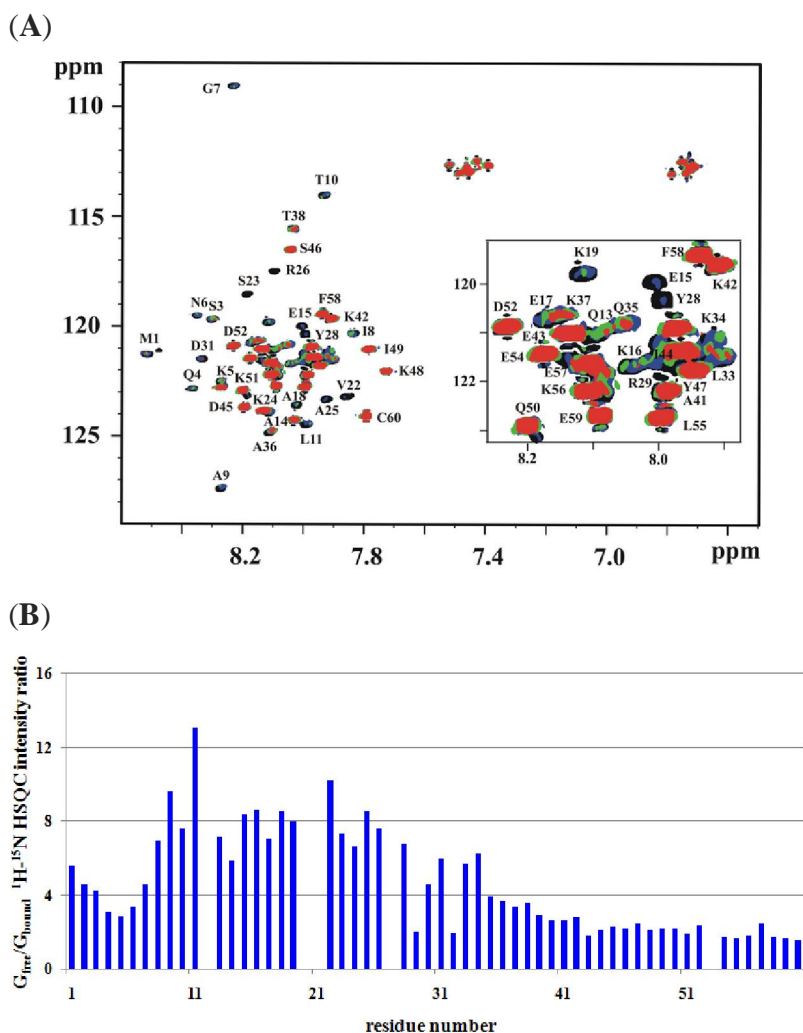 (A)
ppm
110
115
120
125
G7
T10
T38
S46
R26
S23
N6
S3
E15
F58
K42
Y28
I8
M1
D31
D52
I49
K5
K51
Q4
K48
K24
A18
V22
D45
A14
A25
C60
A36
L11
A9
8.2
7.8
7.4
7.0
ppm
K19
F58
120
E15
K42
E17
K37
Q13
Q35
Y28
D52
K34
E43
E54
K16
I44
L33
E57
R29
122
K56
Y47
A41
Q50
E59
L55
8.2
8.0
(B)
16
12
8
4
0
1
11
21
31
41
51
Gfree/Gbound ¹H-¹⁵N HSQC intensity ratio
residue number